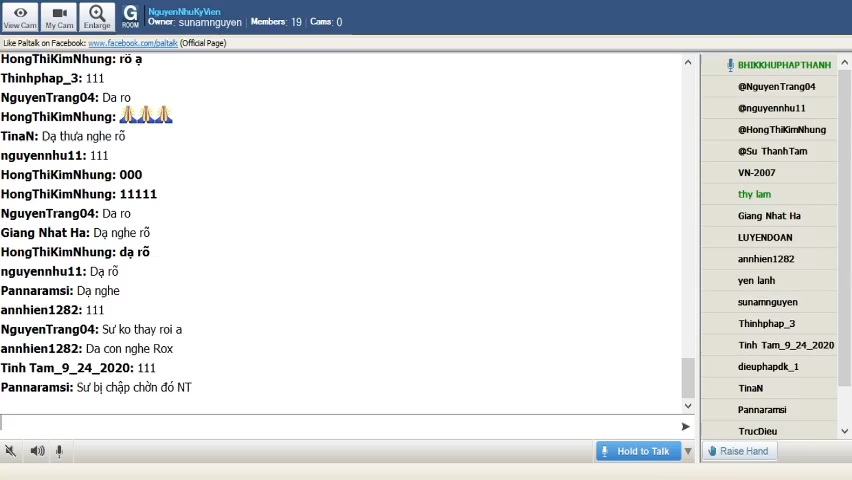 View Cam
My Cam
Enlarge
G
ROOM
NguyenNhuKyVien
Owner: sunamnguyen  Members: 19  Cams: 0
Like Paltalk on Facebook: www.facebook.com/paltalk (Official Page)
HongThiKimNhung: rõ ạ
Thinhphap_3: 111
NguyenTrang04: Da ro
HongThiKimNhung: 🙏🙏🙏
TinaN: Dạ thưa nghe rõ
nguyennhu11: 111
HongThiKimNhung: 000
HongThiKimNhung: 11111
NguyenTrang04: Da ro
Giang Nhat Ha: Dạ nghe rõ
HongThiKimNhung: dạ rõ
nguyennhu11: Dạ rõ
Pannaramsi: Dạ nghe
annhien1282: 111
NguyenTrang04: Sư ko thay roi a
annhien1282: Da con nghe Rox
Tinh Tam_9_24_2020: 111
Pannaramsi: Sư bị chập chờn đó NT
Hold to Talk
BHIKKHUPHAPTHANH
@NguyenTrang04
@nguyennhu11
@HongThiKimNhung
@Su ThanhTam
VN-2007
thy lam
Giang Nhat Ha
LUYENDOAN
annhien1282
yen lanh
sunamnguyen
Thinhphap_3
Tinh Tam_9_24_2020
dieuphapdk_1
TinaN
Pannaramsi
TrucDieu
Raise Hand